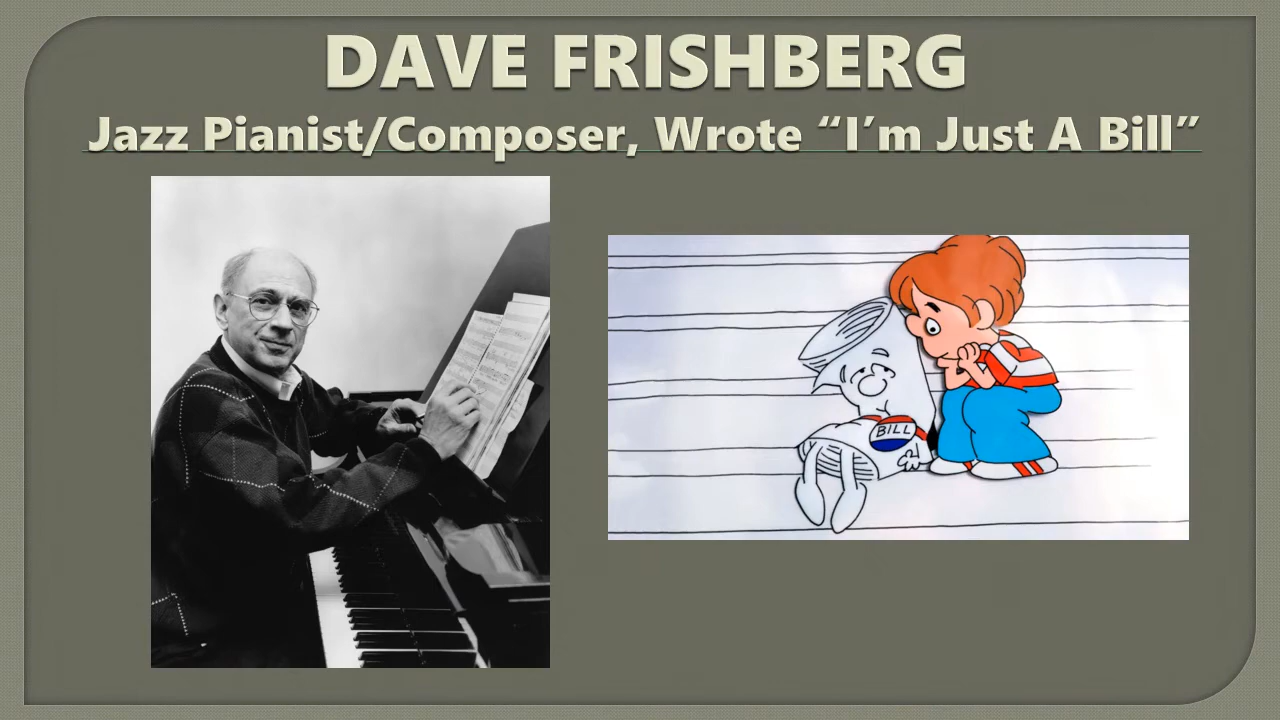 DAVE FRISHBERG
Jazz Pianist/Composer, Wrote “I’m Just A Bill”
BILL